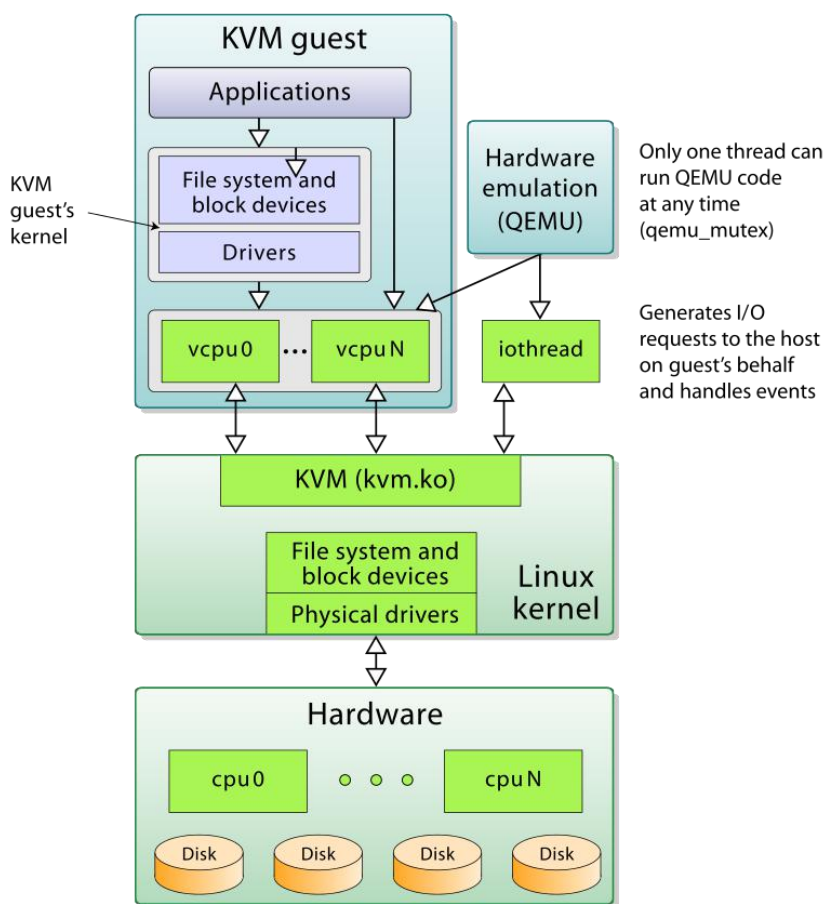 KVM guest
Applications
File system and
block devices
Drivers
KVM
guest's
kernel
vcpu 0
...
vcpu N
Hardware
emulation
(QEMU)
Only one thread can
run QEMU code
at any time
(qemu_mutex)
iothread
Generates I/O
requests to the host
on guest's behalf
and handles events
KVM (kvm.ko)
File system and
block devices
Physical drivers
Linux
kernel
Hardware
cpu 0
cpu N
Disk
Disk
Disk
Disk